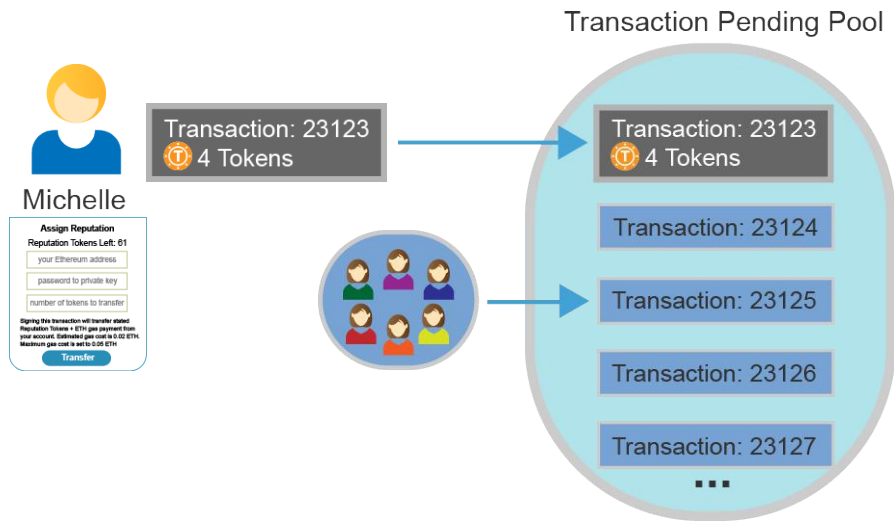 Transaction Pending Pool
Transaction: 23123
T 4 Tokens
Michelle
Assign Reputation
Reputation Tokens Left: 61
your Ethereum address
password to private key
number of tokens to transfer
Signing this transaction will transfer stated
Reputation Tokens + ETH gas payment from
your account. Estimated gas cost is 0.02 ETH.
Maximum gas cost is set to 0.05 ETH
Transfer
Transaction: 23123
T 4 Tokens
Transaction: 23124
Transaction: 23125
Transaction: 23126
Transaction: 23127
...